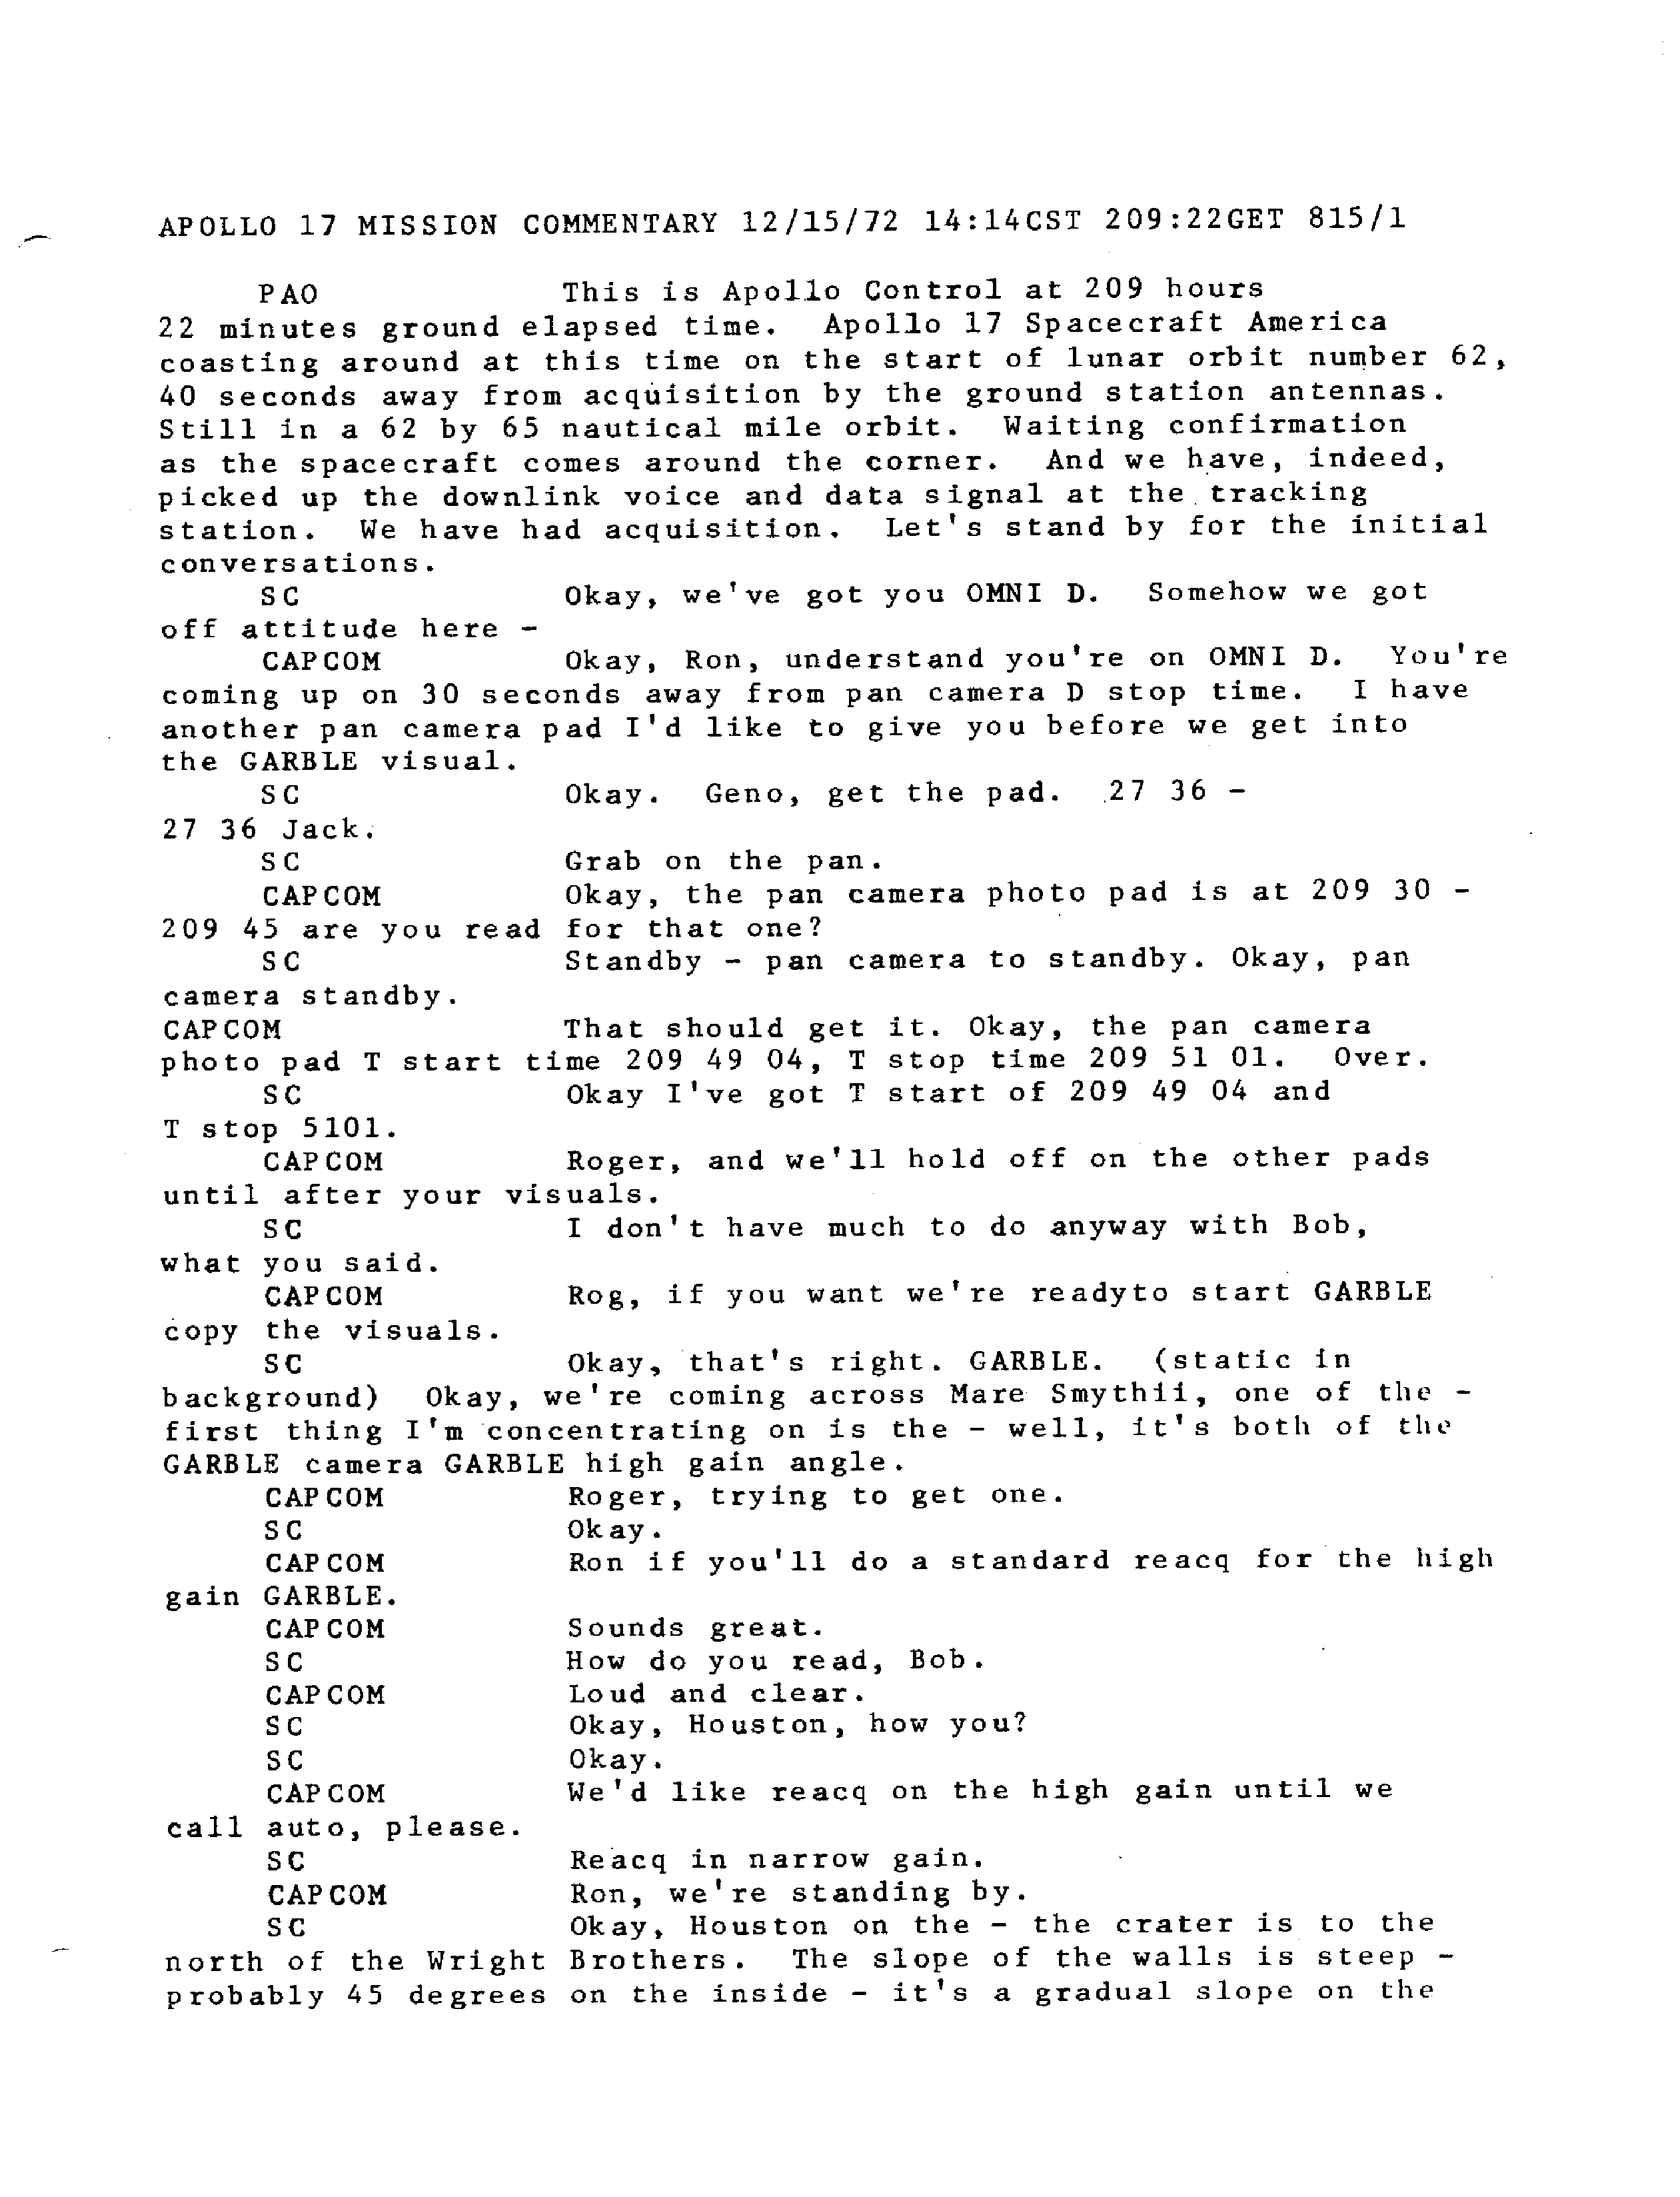 APOLLO 17 MISSION COMMENTARY 12/15/72 14:14CST 209:22GET 815/1
PAO This is Apollo Control at 209 hours
22 minutes ground elapsed time. Apollo 17 Spacecraft America
coasting around at this time on the start of lunar orbit number 62,
40 seconds away from acquisition by the ground station antennas.
Still in a 62 by 65 nautical mile orbit. Waiting confirmation
as the spacecraft comes around the corner. And we have, indeed,
picked up the downlink voice and data signal at the tracking
station. We have had acquisition. Let's stand by for the initial
conversations.
SC Okay, we've got you OMNI D. Somehow we got
off attitude here -
CAPCOM Okay, Ron, understand you're on OMNI D. You're
coming up on 30 seconds away from pan camera D stop time. I have
another pan camera pad I'd like to give you before we get into
the GARBLE visual.
SC Okay. Geno, get the pad. 27 36 -
27 36 Jack.
SC Grab on the pan.
CAPCOM Okay, the pan camera photo pad is at 209 30 -
209 45 are you read for that one?
SC Standby - pan camera to standby. Okay, pan
camera standby.
CAPCOM That should get it. Okay, the pan camera
photo pad T start time 209 49 04, T stop time 209 51 01. Over.
SC Okay I've got T start of 209 49 04 and
T stop 5101.
CAPCOM Roger, and we'll hold off on the other pads
until after your visuals.
SC I don't have much to do anyway with Bob,
what you said.
CAPCOM Rog, if you want we're readyto start GARBLE
copy the visuals.
SC Okay, that's right. GARBLE. (static in
background) Okay, we're coming across Mare Smythii, one of the -
first thing I'm concentrating on is the - well, it's both of the
GARBLE camera GARBLE high gain angle.
CAPCOM Roger, trying to get one.
SC Okay.
CAPCOM Ron if you'll do a standard reacq for the high
gain GARBLE.
CAPCOM Sounds great.
SC How do you read, Bob.
CAPCOM Loud and clear.
SC Okay, Houston, how you?
SC Okay.
CAPCOM We'd like reacq on the high gain until we
call auto, please.
SC Reacq in narrow gain.
CAPCOM Ron, we're standing by.
SC Okay, Houston on the - the crater is to the
north of the Wright Brothers. The slope of the walls is steep -
probably 45 degrees on the inside - it's a gradual slope on the